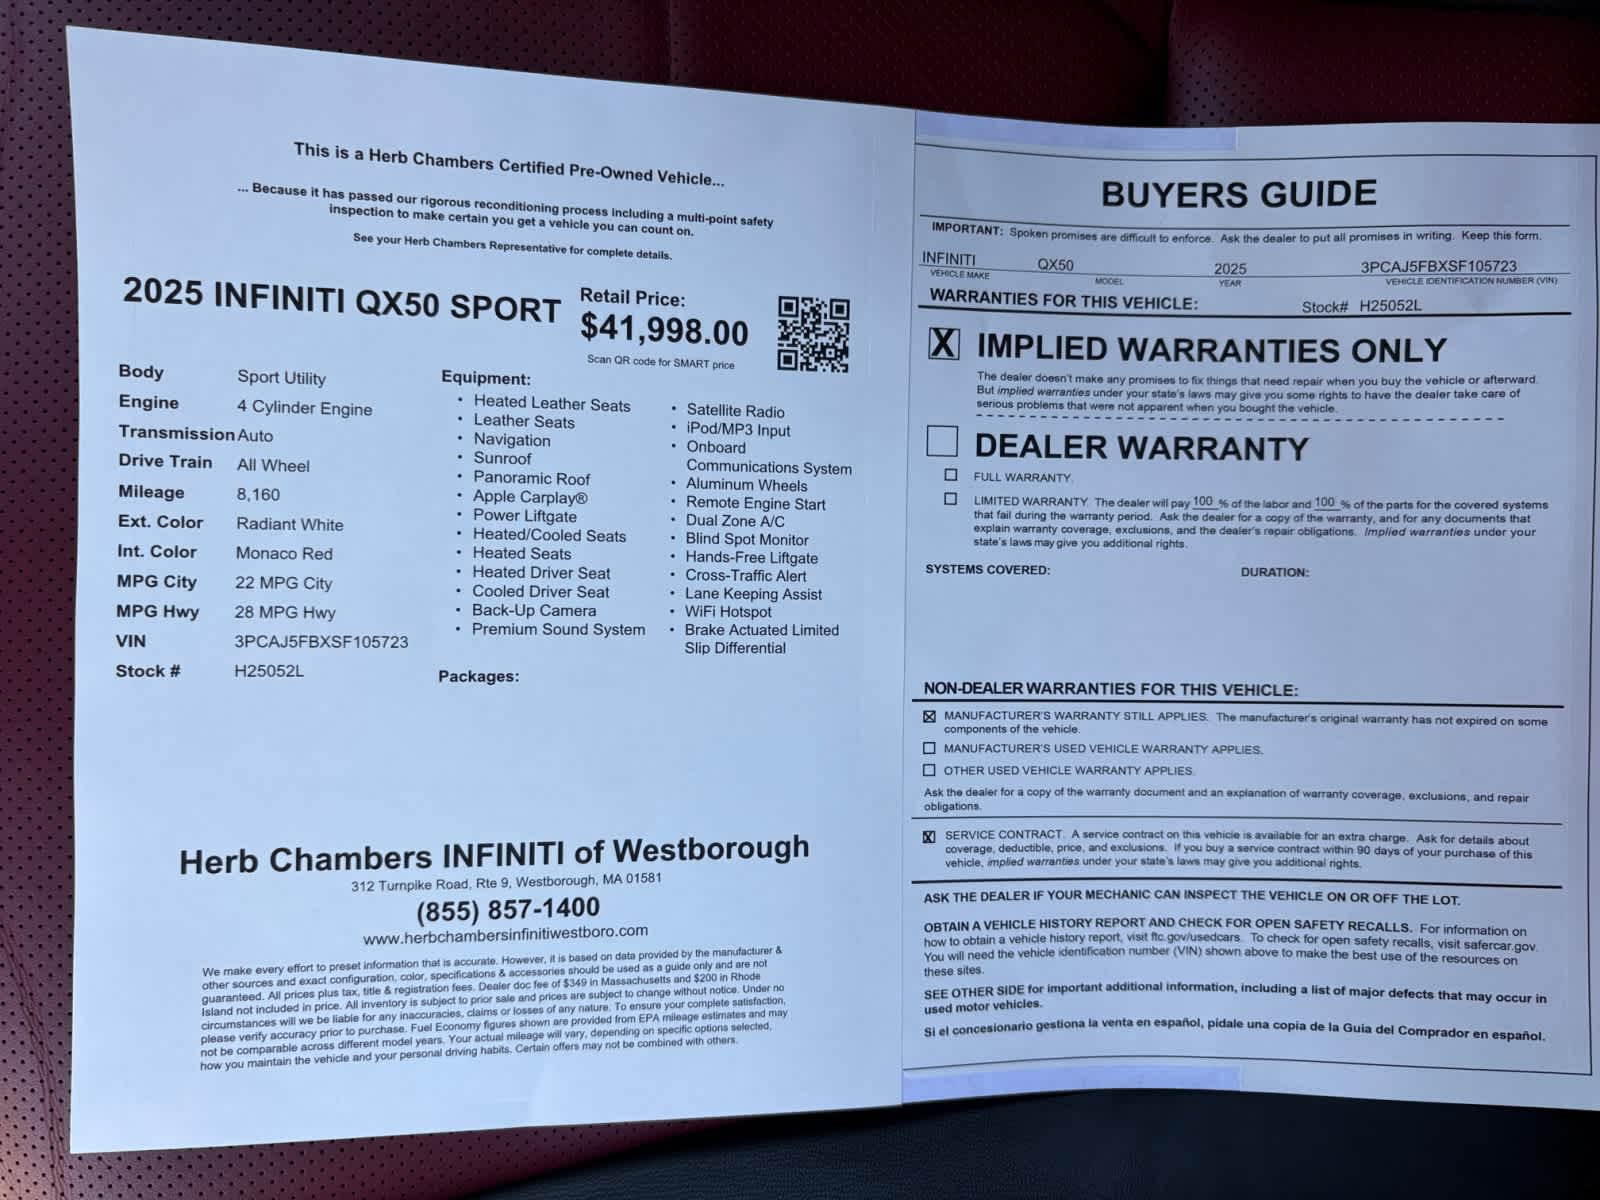 This is a Herb Chambers Certified Pre-Owned Vehicle...
... Because it has passed our rigorous reconditioning process including a multi-point safety
inspection to make certain you get a vehicle you can count on.
See your Herb Chambers Representative for complete details.
2025 INFINITI QX50 SPORT
Retail Price:
$41,998.00
Scan QR code for SMART price
Body Sport Utility
Engine 4 Cylinder Engine
Transmission Auto
Drive Train All Wheel
Mileage 8,160
Ext. Color Radiant White
Int. Color Monaco Red
MPG City 22 MPG City
MPG Hwy 28 MPG Hwy
VIN 3PCAJ5FBXSF105723
Stock # H25052L
Equipment:
• Heated Leather Seats
• Leather Seats
• Navigation
• Sunroof
• Panoramic Roof
• Apple Carplay®
• Power Liftgate
• Heated/Cooled Seats
• Heated Seats
• Heated Driver Seat
• Cooled Driver Seat
• Back-Up Camera
• Premium Sound System
• Satellite Radio
• iPod/MP3 Input
• Onboard
Communications System
• Aluminum Wheels
• Remote Engine Start
• Dual Zone A/C
• Blind Spot Monitor
• Hands-Free Liftgate
• Cross-Traffic Alert
• Lane Keeping Assist
• WiFi Hotspot
• Brake Actuated Limited
Slip Differential
Packages:
Herb Chambers INFINITI of Westborough
312 Turnpike Road, Rte 9, Westborough, MA 01581
(855) 857-1400
www.herbchambersinfinitiwestboro.com
We make every effort to preset information that is accurate. However, it is based on data provided by the manufacturer &
other sources and exact configuration, color, specifications & accessories should be used as a guide only and are not
guaranteed. All prices plus tax, title & registration fees. Dealer doc fee of $349 in Massachusetts and $200 in Rhode
Island not included in price. All inventory is subject to prior sale and prices are subject to change without notice. Under no
circumstances will we be liable for any inaccuracies, claims or losses of any nature. To ensure your complete satisfaction,
please verify accuracy prior to purchase. Fuel Economy figures shown are provided from EPA mileage estimates and may
not be comparable across different model years. Your actual mileage will vary, depending on specific options selected,
how you maintain the vehicle and your personal driving habits. Certain offers may not be combined with others.
BUYERS GUIDE
IMPORTANT: Spoken promises are difficult to enforce. Ask the dealer to put all promises in writing. Keep this form.
INFINITI QX50 2025 3PCAJ5FBXSF105723
VEHICLE MAKE MODEL YEAR VEHICLE IDENTIFICATION NUMBER (VIN)
WARRANTIES FOR THIS VEHICLE: Stock# H25052L
X IMPLIED WARRANTIES ONLY
The dealer doesn't make any promises to fix things that need repair when you buy the vehicle or afterward.
But implied warranties under your state's laws may give you some rights to have the dealer take care of
serious problems that were not apparent when you bought the vehicle.
DEALER WARRANTY
FULL WARRANTY.
LIMITED WARRANTY. The dealer will pay 100 % of the labor and 100 % of the parts for the covered systems
that fail during the warranty period. Ask the dealer for a copy of the warranty, and for any documents that
explain warranty coverage, exclusions, and the dealer's repair obligations. Implied warranties under your
state's laws may give you additional rights.
SYSTEMS COVERED: DURATION:
NON-DEALER WARRANTIES FOR THIS VEHICLE:
X MANUFACTURER'S WARRANTY STILL APPLIES. The manufacturer's original warranty has not expired on some
components of the vehicle.
MANUFACTURER'S USED VEHICLE WARRANTY APPLIES.
OTHER USED VEHICLE WARRANTY APPLIES.
Ask the dealer for a copy of the warranty document and an explanation of warranty coverage, exclusions, and repair
obligations.
X SERVICE CONTRACT. A service contract on this vehicle is available for an extra charge. Ask for details about
coverage, deductible, price, and exclusions. If you buy a service contract within 90 days of your purchase of this
vehicle, implied warranties under your state's laws may give you additional rights.
ASK THE DEALER IF YOUR MECHANIC CAN INSPECT THE VEHICLE ON OR OFF THE LOT.
OBTAIN A VEHICLE HISTORY REPORT AND CHECK FOR OPEN SAFETY RECALLS. For information on
how to obtain a vehicle history report, visit ftc.gov/usedcars. To check for open safety recalls, visit safercar.gov.
You will need the vehicle identification number (VIN) shown above to make the best use of the resources on
these sites.
SEE OTHER SIDE for important additional information, including a list of major defects that may occur in
used motor vehicles.
Si el concesionario gestiona la venta en español, pídale una copia de la Guía del Comprador en español.